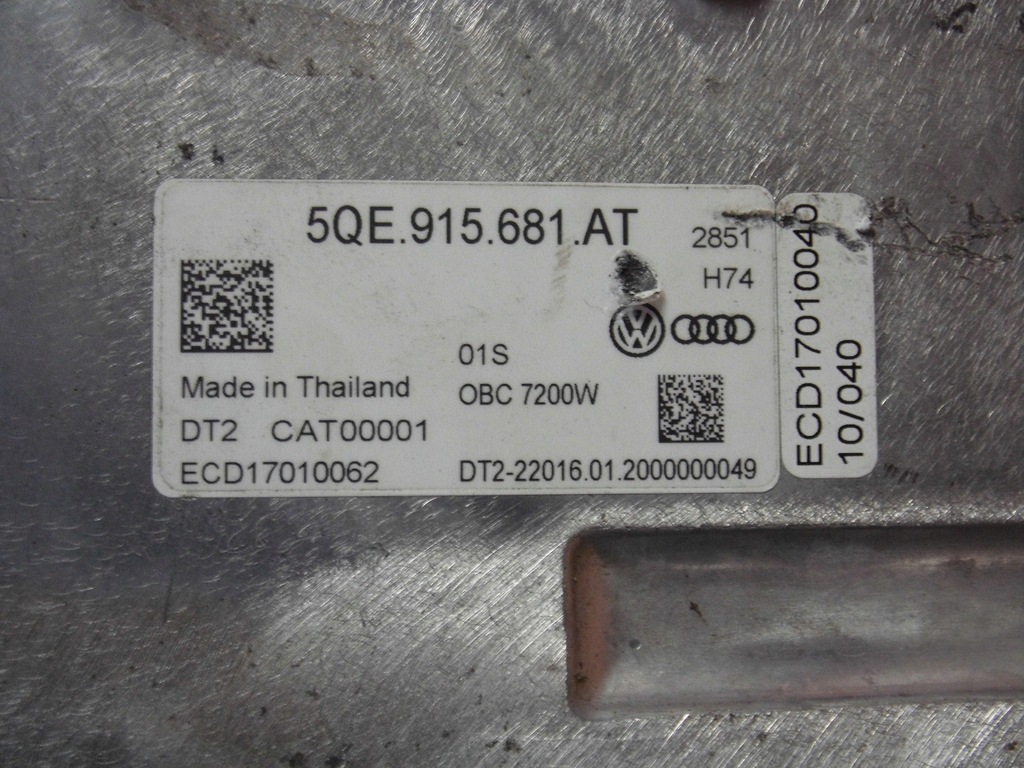 5QE.915.681.AT
2851
H74
VW
01S
Made in Thailand
OBC 7200W
DT2 CAT00001
ECD17010062
DT2-22016.01.2000000049
ECD17010040
10/040